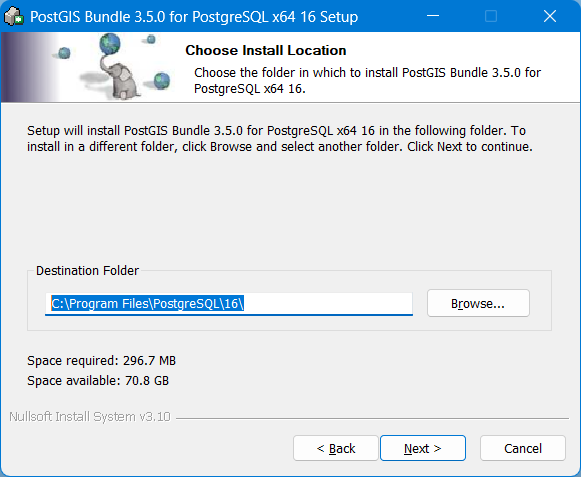 PostGIS Bundle 3.5.0 for PostgreSQL x64 16 Setup
Choose Install Location
Choose the folder in which to install PostGIS Bundle 3.5.0 for
PostgreSQL x64 16.
Setup will install PostGIS Bundle 3.5.0 for PostgreSQL x64 16 in the following folder. To
install in a different folder, click Browse and select another folder. Click Next to continue.
Destination Folder
C:\Program Files\PostgreSQL\16\
Browse...
Space required: 296.7 MB
Space available: 70.8 GB
Nullsoft Install System v3.10
< Back
Next >
Cancel